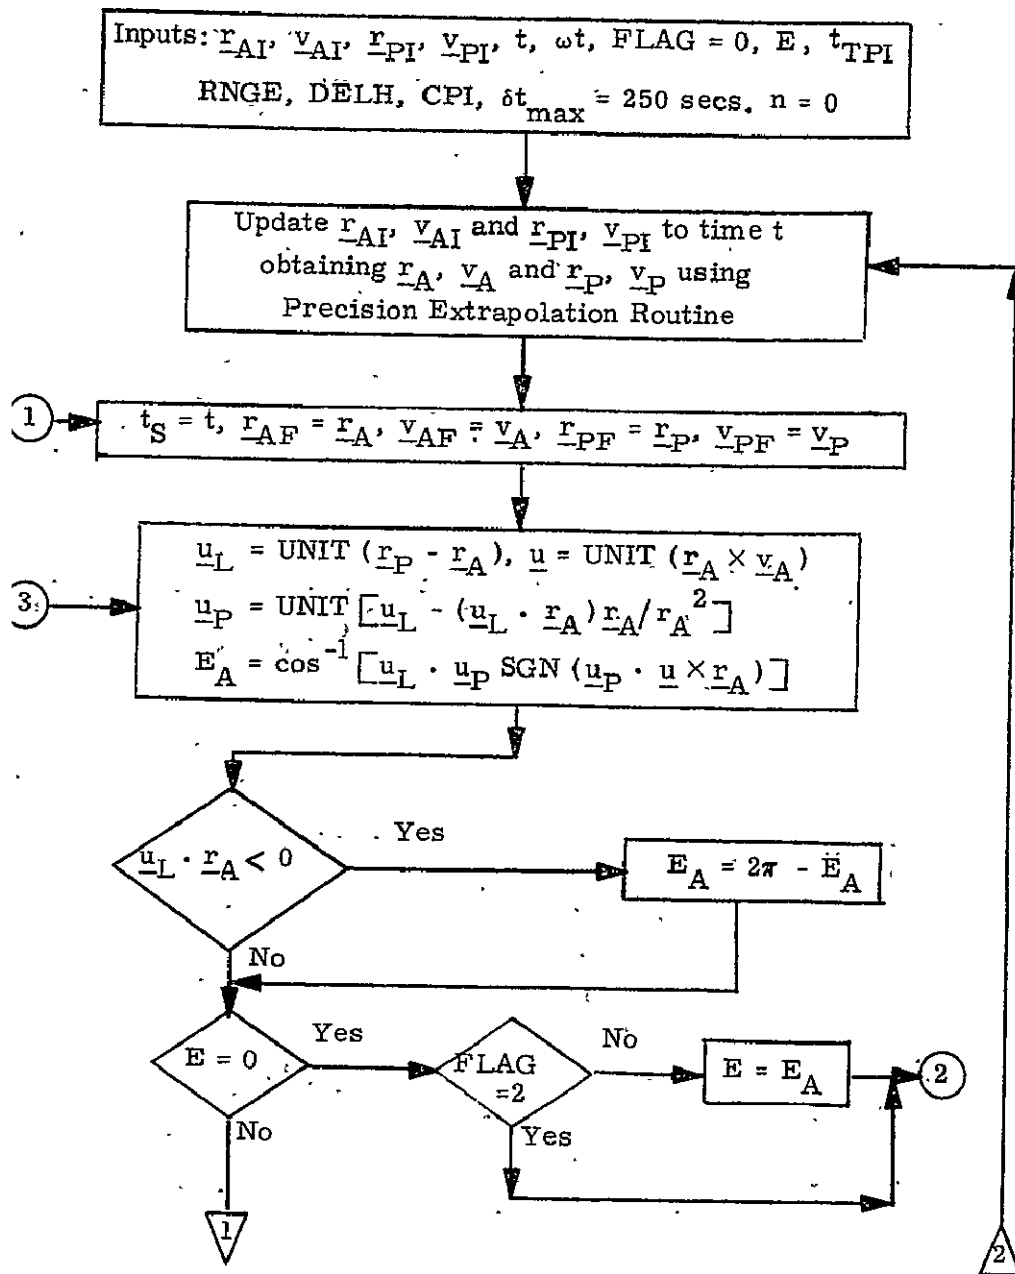 Inputs: r_AI, v_AI, r_PI, v_PI, t, ωt, FLAG = 0, E, t_TPI
RNGE, DELH, CPI, δt_max = 250 secs. n = 0
Update r_AI, v_AI and r_PI, v_PI to time t
obtaining r_A, v_A and r_P, v_P using
Precision Extrapolation Routine
1
t_S = t, r_AF = r_A, v_AF = v_A, r_PF = r_P, v_PF = v_P
u_L = UNIT (r_P - r_A), u = UNIT (r_A × v_A)
3
u_P = UNIT [u_L - (u_L · r_A) r_A/r_A^2]
E_A = cos^-1 [u_L · u_P SGN (u_P · u × r_A)]
u_L · r_A < 0
Yes
E_A = 2π - E_A
No
E = 0
Yes
FLAG
=2
No
E = E_A
2
No
Yes
1
2